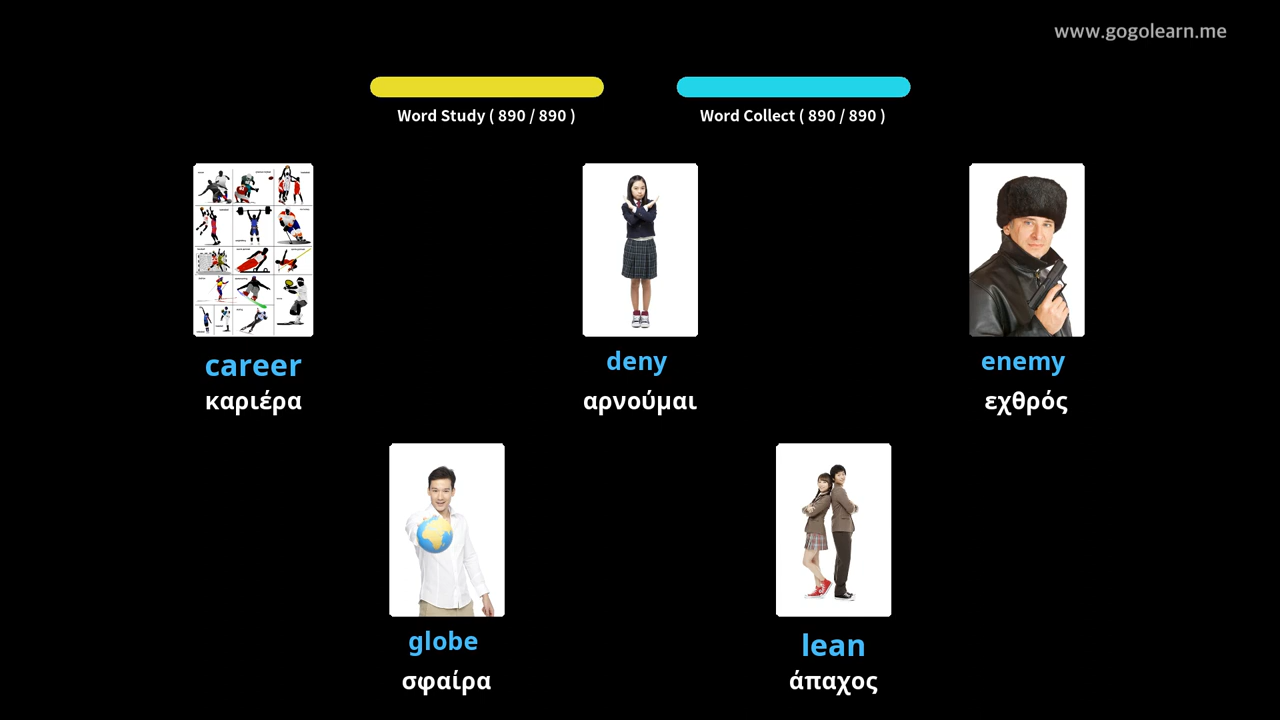 www.gogolearn.me
Word Study ( 890 / 890 )
Word Collect ( 890 / 890 )
career
καριέρα
deny
αρνούμαι
enemy
εχθρός
globe
σφαίρα
lean
άπαχος